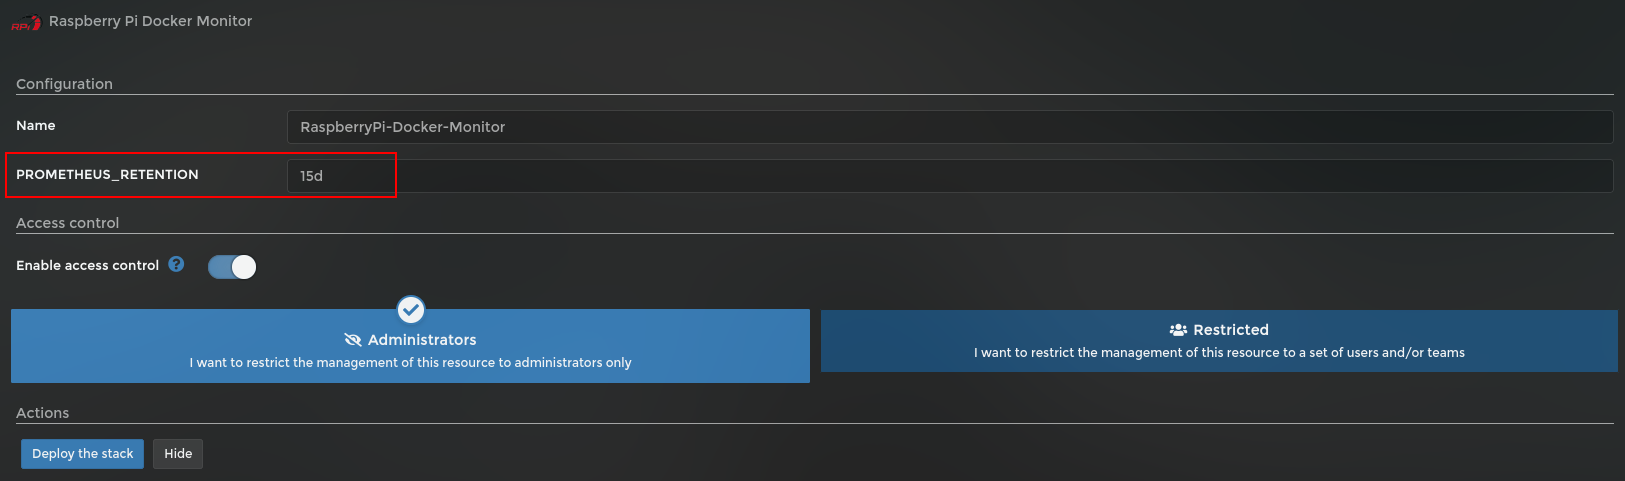 RPi Raspberry Pi Docker Monitor
Configuration
Name RaspberryPi-Docker-Monitor
PROMETHEUS_RETENTION 15d
Access control
Enable access control ?
Administrators
I want to restrict the management of this resource to administrators only
Restricted
I want to restrict the management of this resource to a set of users and/or teams
Actions
Deploy the stack Hide